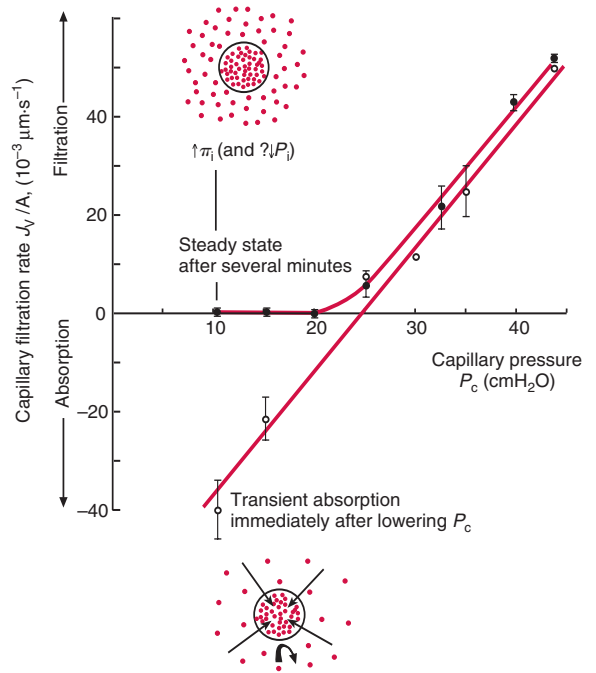 ↑πi (and ?↓Pi)
Steady state
after several minutes
Capillary filtration rate Jv /A, (10⁻³ μm·s⁻¹)
Filtration
Absorption
40
20
0
–20
–40
10
20
30
40
Capillary pressure
Pc (cmH₂O)
Transient absorption
immediately after lowering Pc